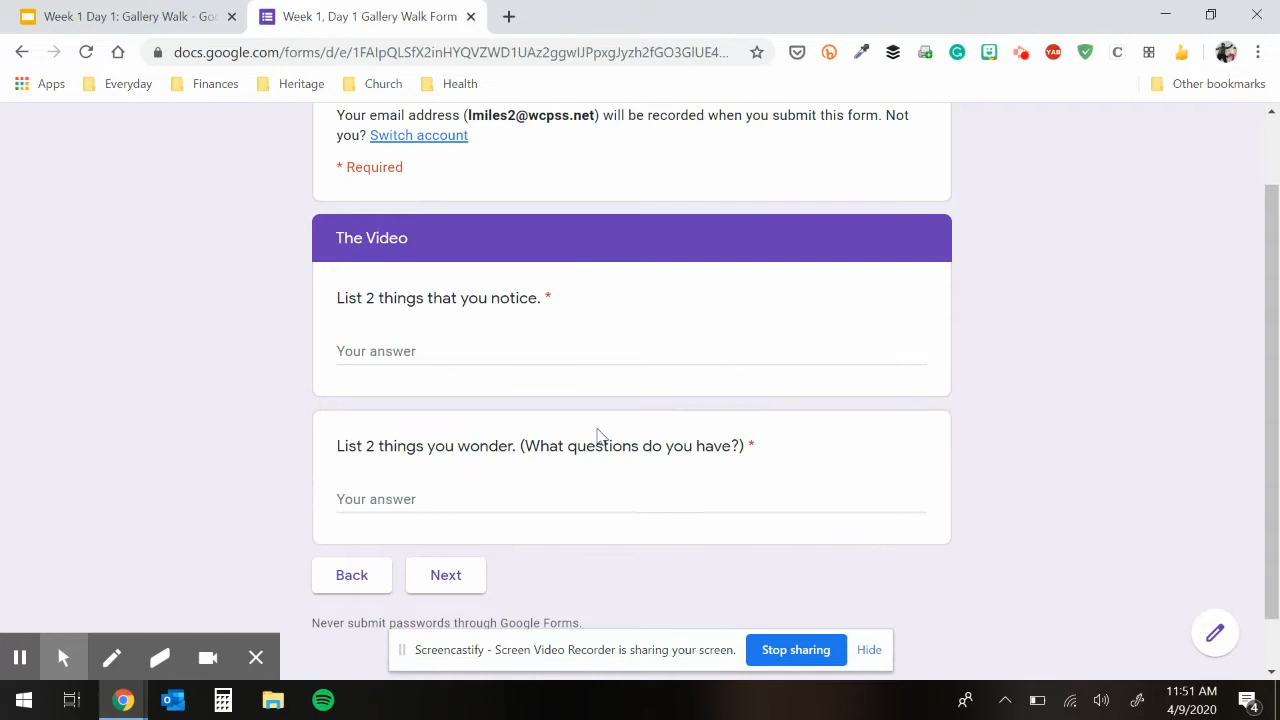 Week 1 Day 1: Gallery Walk - Goo
Week 1, Day 1 Gallery Walk Form
docs.google.com/forms/d/e/1FAIpQLSfX2inHYQVZWD1UAz2ggwIJPpxgJyzh2fGO3GlUE4...
Apps Everyday Finances Heritage Church Health Other bookmarks
Your email address (lmiles2@wcpss.net) will be recorded when you submit this form. Not
you? Switch account
* Required
The Video
List 2 things that you notice. *
Your answer
List 2 things you wonder. (What questions do you have?) *
Your answer
Back Next
Never submit passwords through Google Forms.
Screencastify - Screen Video Recorder is sharing your screen. Stop sharing Hide
11:51 AM
4/9/2020
4